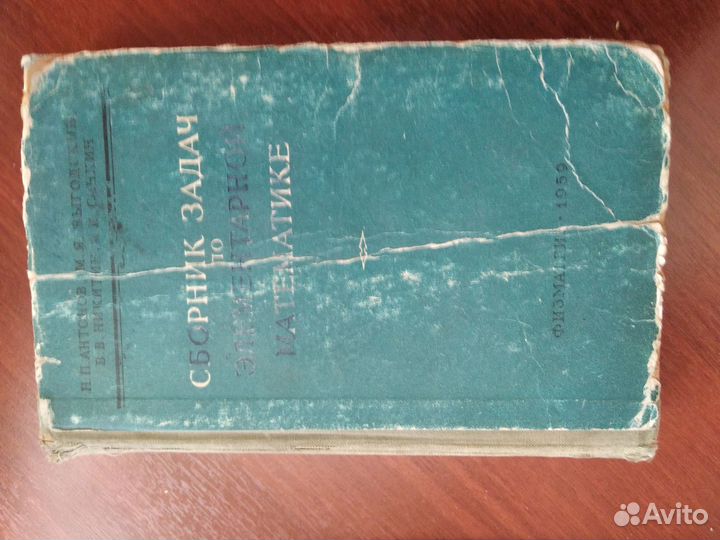 Н.П.АНТОНОВ, М.Я.ВЫГОДСКИЙ,
В.В.НИКИТИН, А.И.САНКИН
СБОРНИК ЗАДАЧ
ПО
ЭЛЕМЕНТАРНОЙ
МАТЕМАТИКЕ
ФИЗМАТГИЗ · 1959
Avito